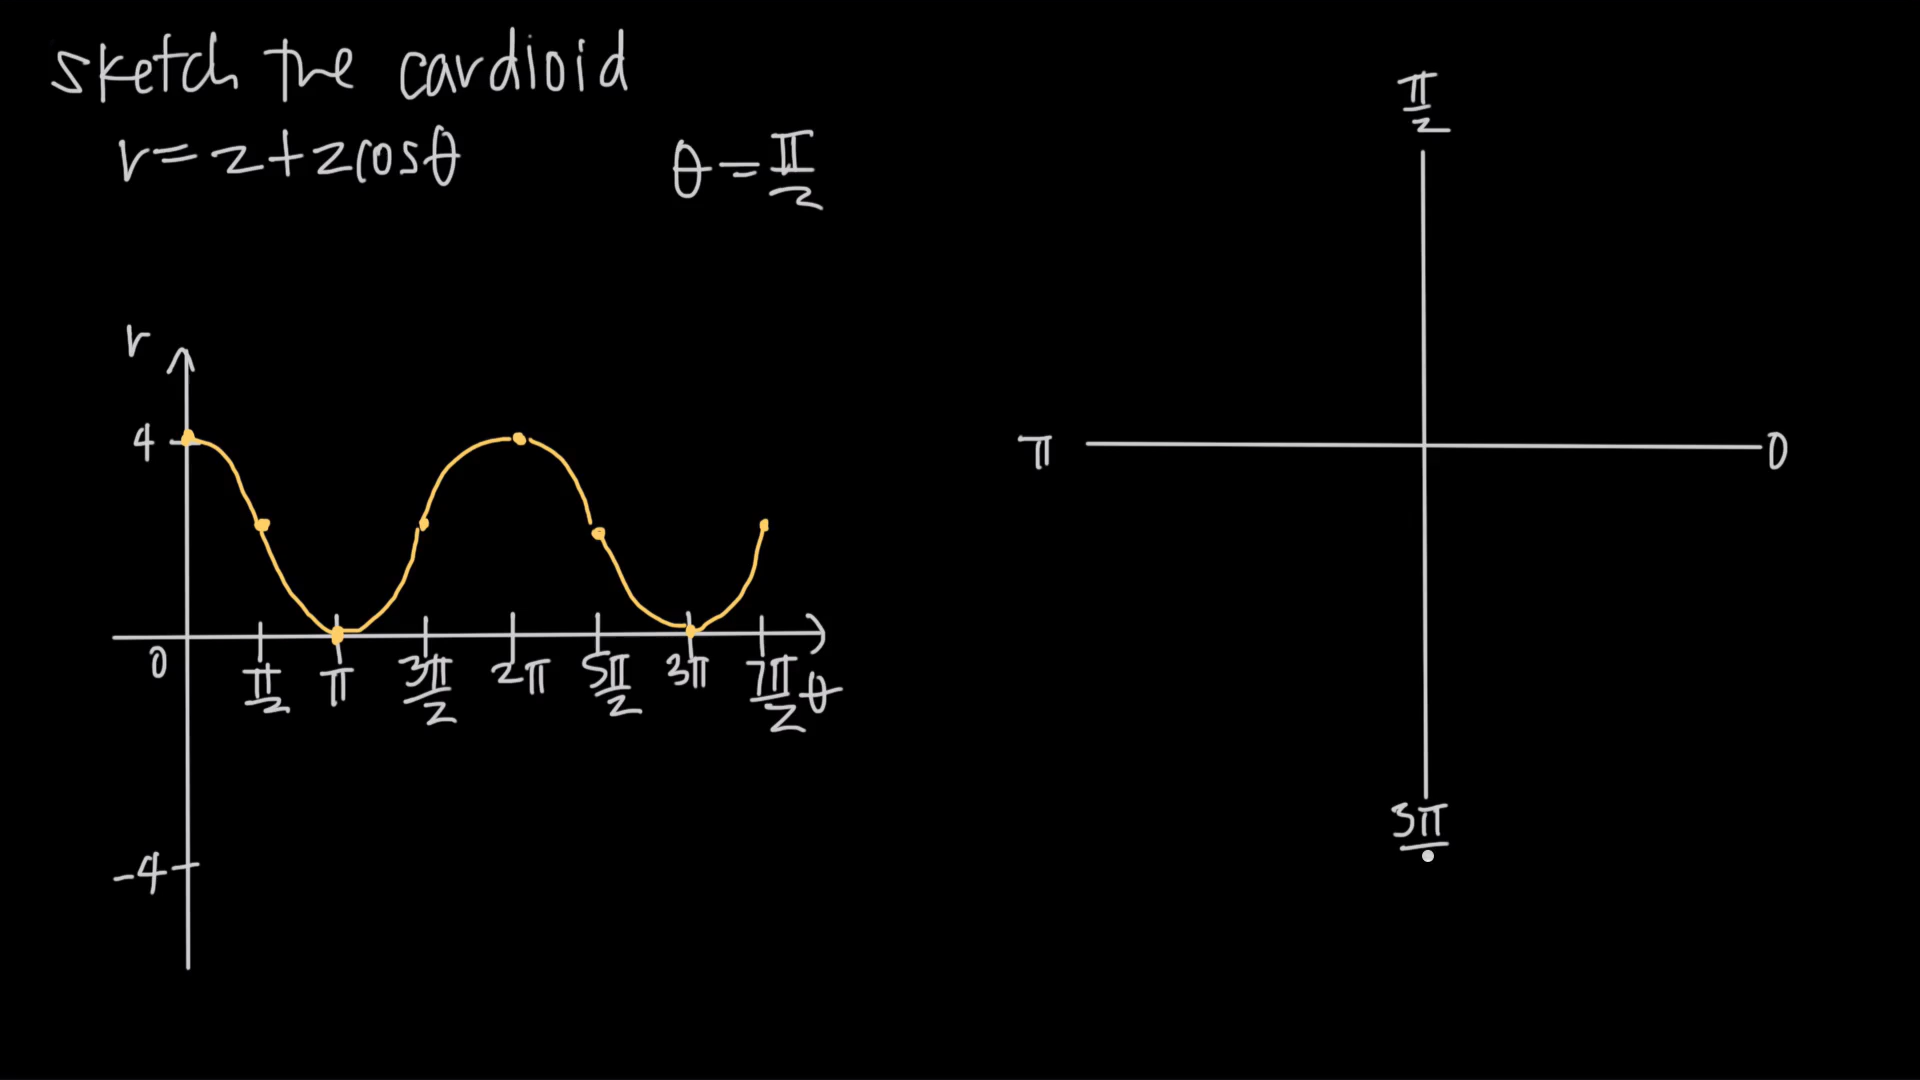 sketch the cardioid
r=2+2cosθ
θ=π/2
r
4
0
π/2 π 3π/2 2π 5π/2 3π 7π/2 θ
-4
π/2
π 0
3π